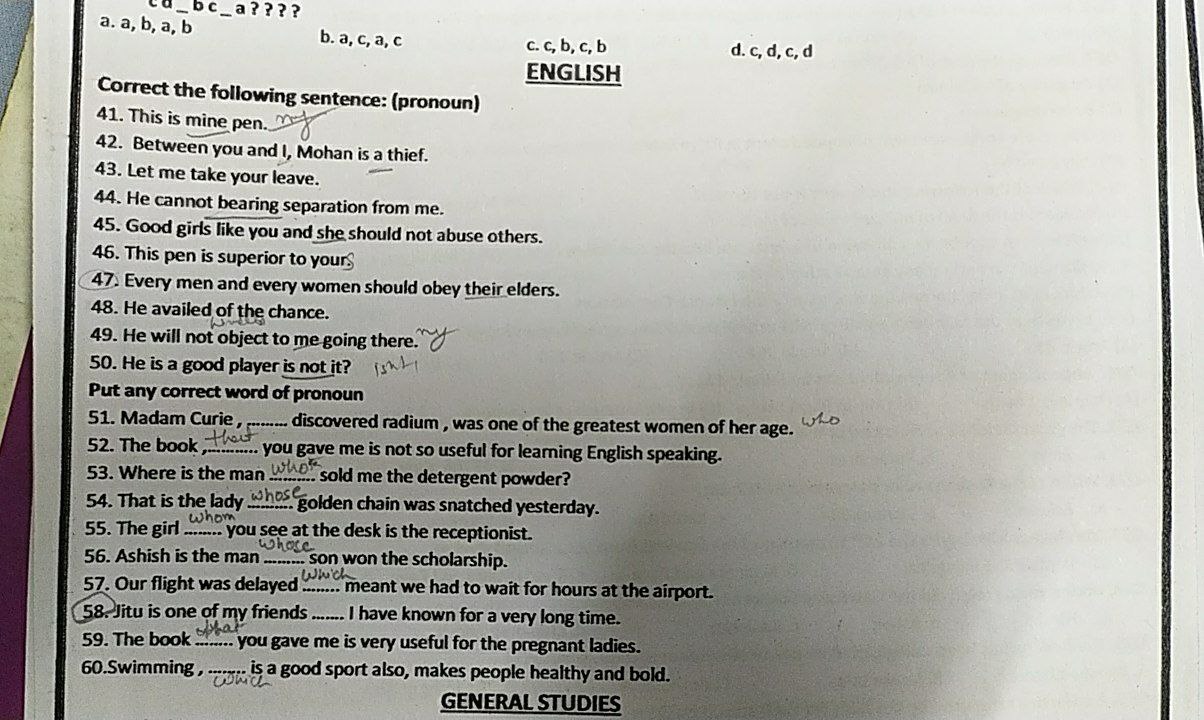 cd_bc_a????
a. a, b, a, b b. a, c, a, c c. c, b, c, b d. c, d, c, d
ENGLISH
Correct the following sentence: (pronoun)
41. This is mine pen. my
42. Between you and I, Mohan is a thief.
43. Let me take your leave.
44. He cannot bearing separation from me.
45. Good girls like you and she should not abuse others.
46. This pen is superior to yours
47. Every men and every women should obey their elders.
48. He availed of the chance.
49. He will not object to me going there. my
50. He is a good player is not it? isn't
Put any correct word of pronoun
51. Madam Curie, ......... discovered radium , was one of the greatest women of her age. who
52. The book ,that........... you gave me is not so useful for learning English speaking.
53. Where is the man who.......... sold me the detergent powder?
54. That is the lady whose.......... golden chain was snatched yesterday.
55. The girl whom........ you see at the desk is the receptionist.
56. Ashish is the man whose......... son won the scholarship.
57. Our flight was delayed which........ meant we had to wait for hours at the airport.
58. Jitu is one of my friends ....... I have known for a very long time.
59. The book that........ you gave me is very useful for the pregnant ladies.
60.Swimming , ........ which is a good sport also, makes people healthy and bold.
GENERAL STUDIES